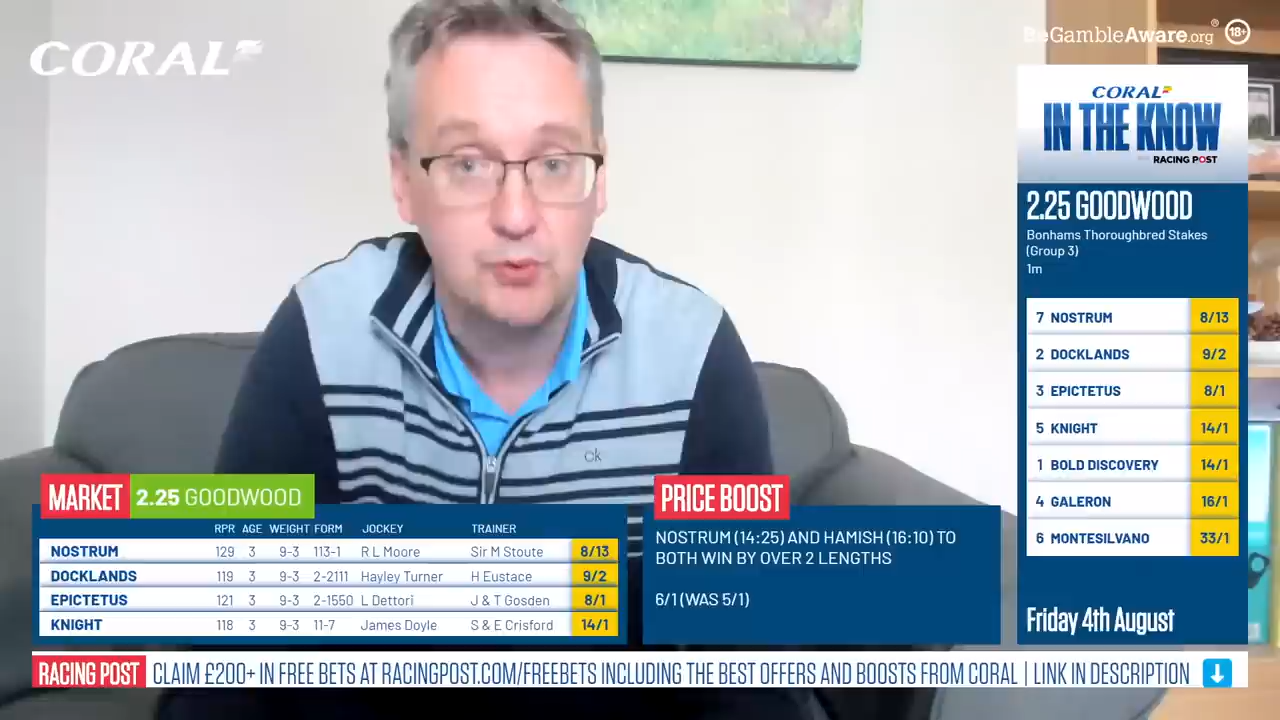 CORAL
BeGambleAware.org®
18+
CORAL
IN THE KNOW
RACING POST
2.25 GOODWOOD
Bonhams Thoroughbred Stakes
(Group 3)
1m
7 NOSTRUM 8/13
2 DOCKLANDS 9/2
3 EPICTETUS 8/1
5 KNIGHT 14/1
1 BOLD DISCOVERY 14/1
4 GALERON 16/1
6 MONTESILVANO 33/1
Friday 4th August
ck
MARKET 2.25 GOODWOOD
RPR AGE WEIGHT FORM JOCKEY TRAINER
NOSTRUM 129 3 9-3 113-1 R L Moore Sir M Stoute 8/13
DOCKLANDS 119 3 9-3 2-2111 Hayley Turner H Eustace 9/2
EPICTETUS 121 3 9-3 2-1550 L Dettori J & T Gosden 8/1
KNIGHT 118 3 9-3 11-7 James Doyle S & E Crisford 14/1
PRICE BOOST
NOSTRUM (14:25) AND HAMISH (16:10) TO
BOTH WIN BY OVER 2 LENGTHS
6/1 (WAS 5/1)
RACING POST CLAIM £200+ IN FREE BETS AT RACINGPOST.COM/FREEBETS INCLUDING THE BEST OFFERS AND BOOSTS FROM CORAL | LINK IN DESCRIPTION